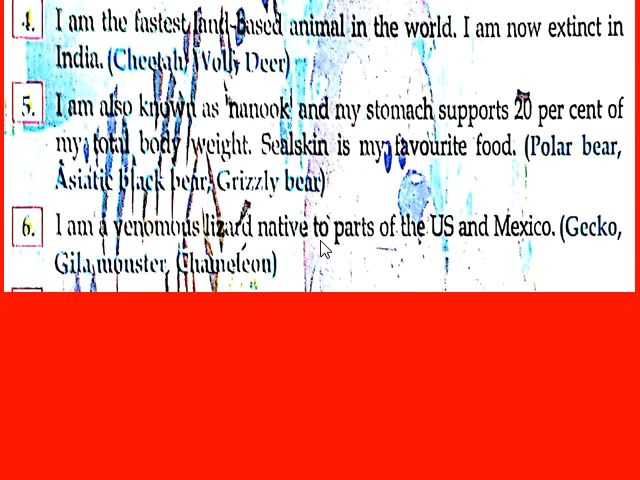 4. I am the fastest land-based animal in the world. I am now extinct in
India. (Cheetah, Wolf, Deer)
5. I am also known as 'nanook' and my stomach supports 20 per cent of
my total body weight. Sealskin is my favourite food. (Polar bear,
Asiatic black bear, Grizzly bear)
6. I am a venomous lizard native to parts of the US and Mexico. (Gecko,
Gila monster, Chameleon)